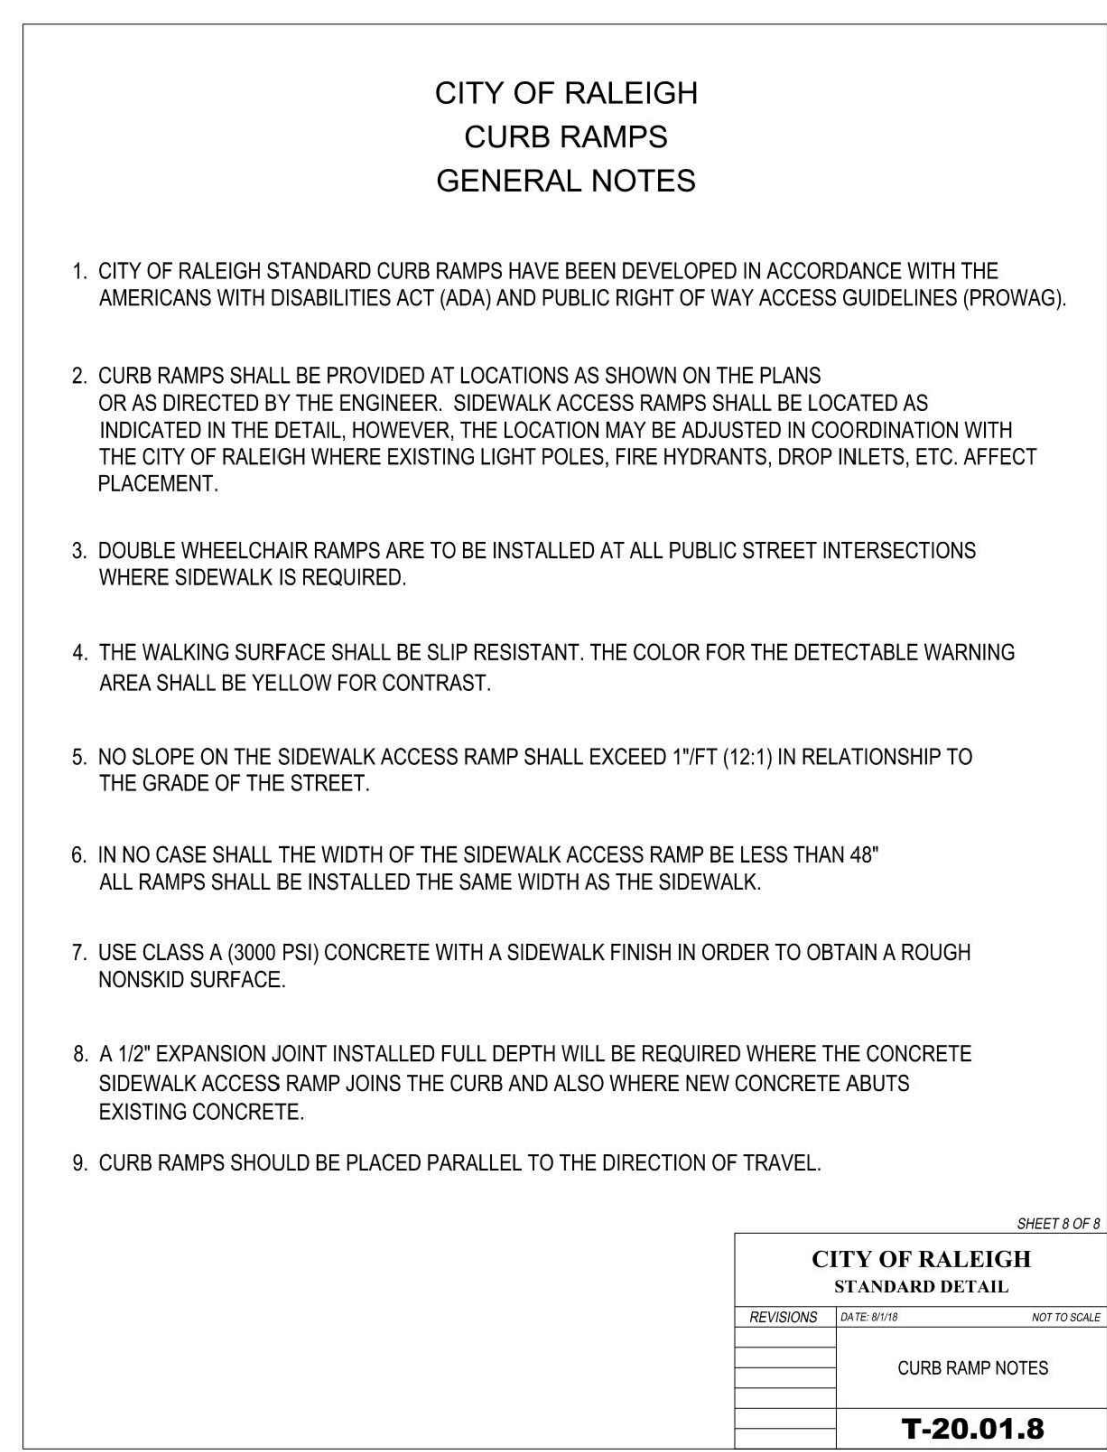 CITY OF RALEIGH
CURB RAMPS
GENERAL NOTES
1. CITY OF RALEIGH STANDARD CURB RAMPS HAVE BEEN DEVELOPED IN ACCORDANCE WITH THE
AMERICANS WITH DISABILITIES ACT (ADA) AND PUBLIC RIGHT OF WAY ACCESS GUIDELINES (PROWAG).
2. CURB RAMPS SHALL BE PROVIDED AT LOCATIONS AS SHOWN ON THE PLANS
OR AS DIRECTED BY THE ENGINEER. SIDEWALK ACCESS RAMPS SHALL BE LOCATED AS
INDICATED IN THE DETAIL, HOWEVER, THE LOCATION MAY BE ADJUSTED IN COORDINATION WITH
THE CITY OF RALEIGH WHERE EXISTING LIGHT POLES, FIRE HYDRANTS, DROP INLETS, ETC. AFFECT
PLACEMENT.
3. DOUBLE WHEELCHAIR RAMPS ARE TO BE INSTALLED AT ALL PUBLIC STREET INTERSECTIONS
WHERE SIDEWALK IS REQUIRED.
4. THE WALKING SURFACE SHALL BE SLIP RESISTANT. THE COLOR FOR THE DETECTABLE WARNING
AREA SHALL BE YELLOW FOR CONTRAST.
5. NO SLOPE ON THE SIDEWALK ACCESS RAMP SHALL EXCEED 1"/FT (12:1) IN RELATIONSHIP TO
THE GRADE OF THE STREET.
6. IN NO CASE SHALL THE WIDTH OF THE SIDEWALK ACCESS RAMP BE LESS THAN 48"
ALL RAMPS SHALL BE INSTALLED THE SAME WIDTH AS THE SIDEWALK.
7. USE CLASS A (3000 PSI) CONCRETE WITH A SIDEWALK FINISH IN ORDER TO OBTAIN A ROUGH
NONSKID SURFACE.
8. A 1/2" EXPANSION JOINT INSTALLED FULL DEPTH WILL BE REQUIRED WHERE THE CONCRETE
SIDEWALK ACCESS RAMP JOINS THE CURB AND ALSO WHERE NEW CONCRETE ABUTS
EXISTING CONCRETE.
9. CURB RAMPS SHOULD BE PLACED PARALLEL TO THE DIRECTION OF TRAVEL.
SHEET 8 OF 8
CITY OF RALEIGH
STANDARD DETAIL
REVISIONS DATE: 8/1/18 NOT TO SCALE
CURB RAMP NOTES
T-20.01.8